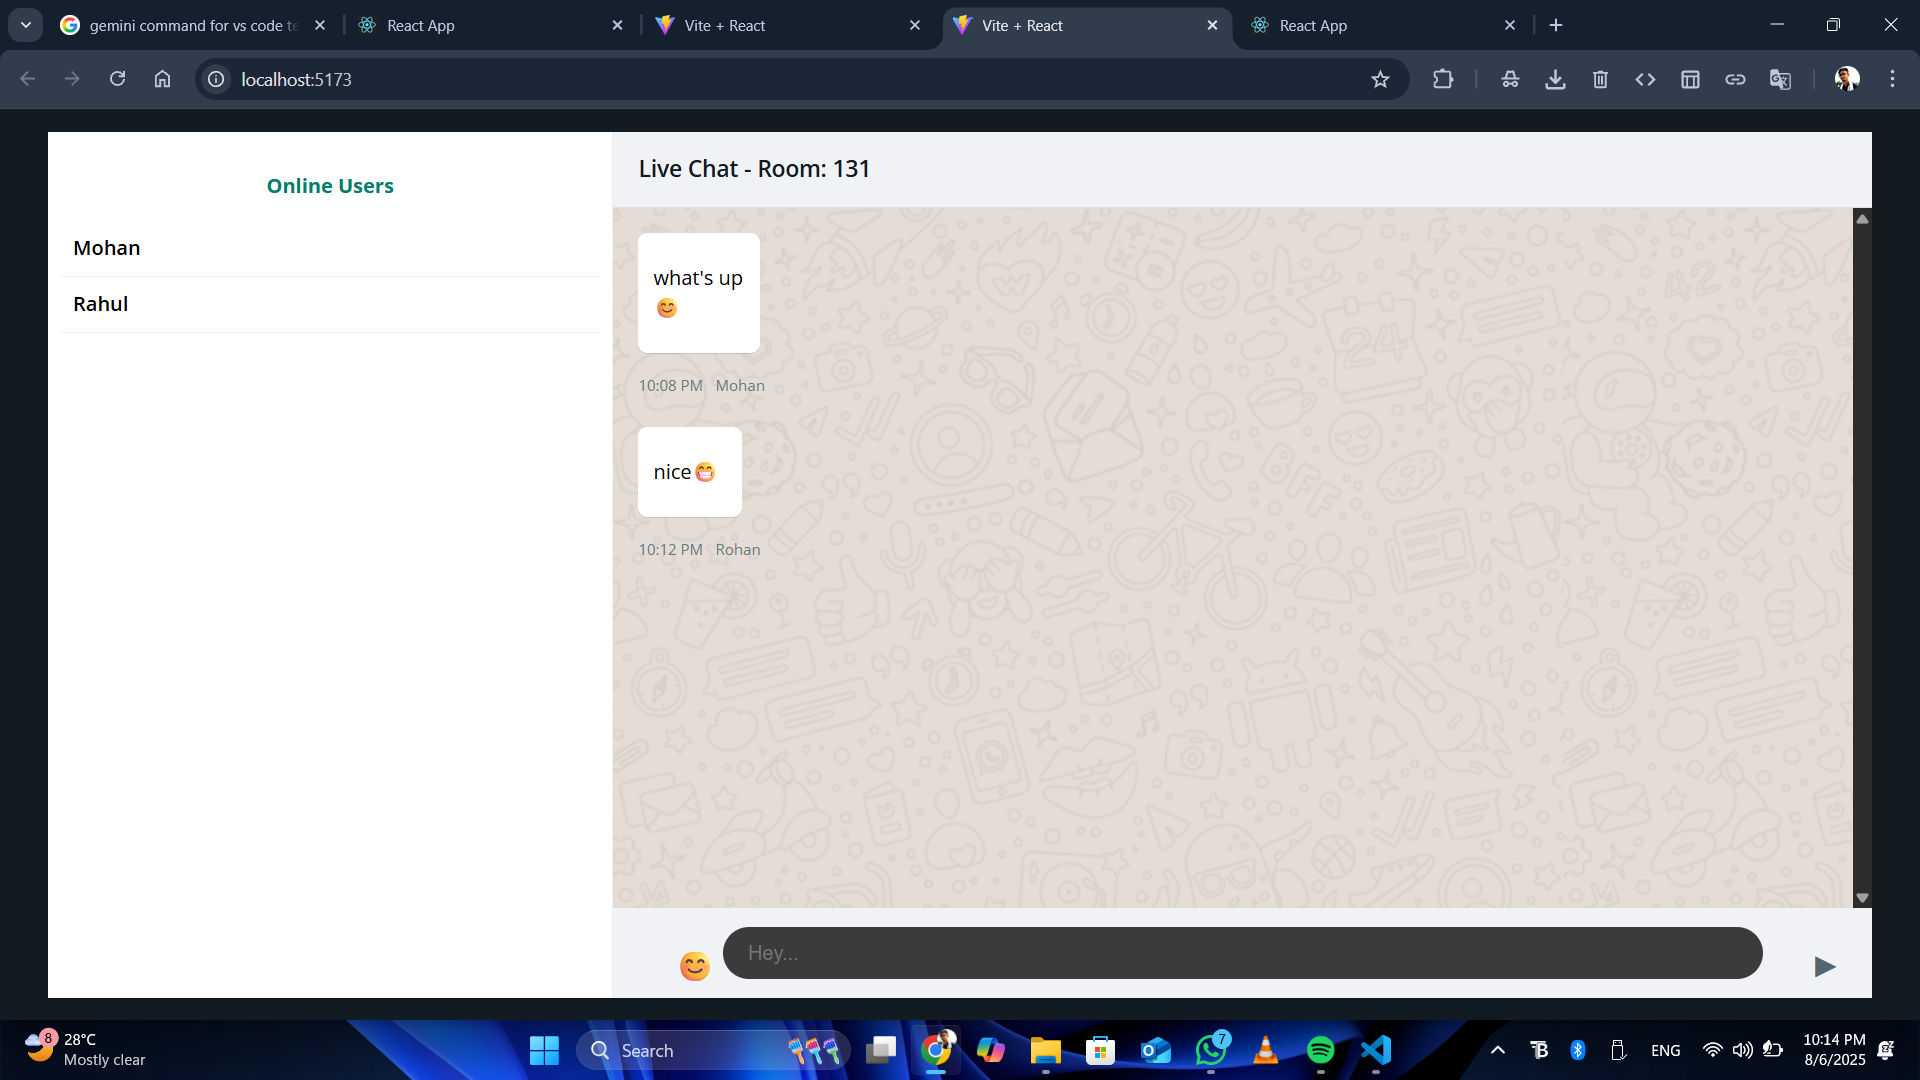 gemini command for vs code te
React App
Vite + React
Vite + React
React App
localhost:5173
Online Users
Mohan
Rahul
Live Chat - Room: 131
what's up
😊
10:08 PM Mohan
nice😁
10:12 PM Rohan
😊 Hey...
8
28°C
Mostly clear
Search
7
ENG
10:14 PM
8/6/2025